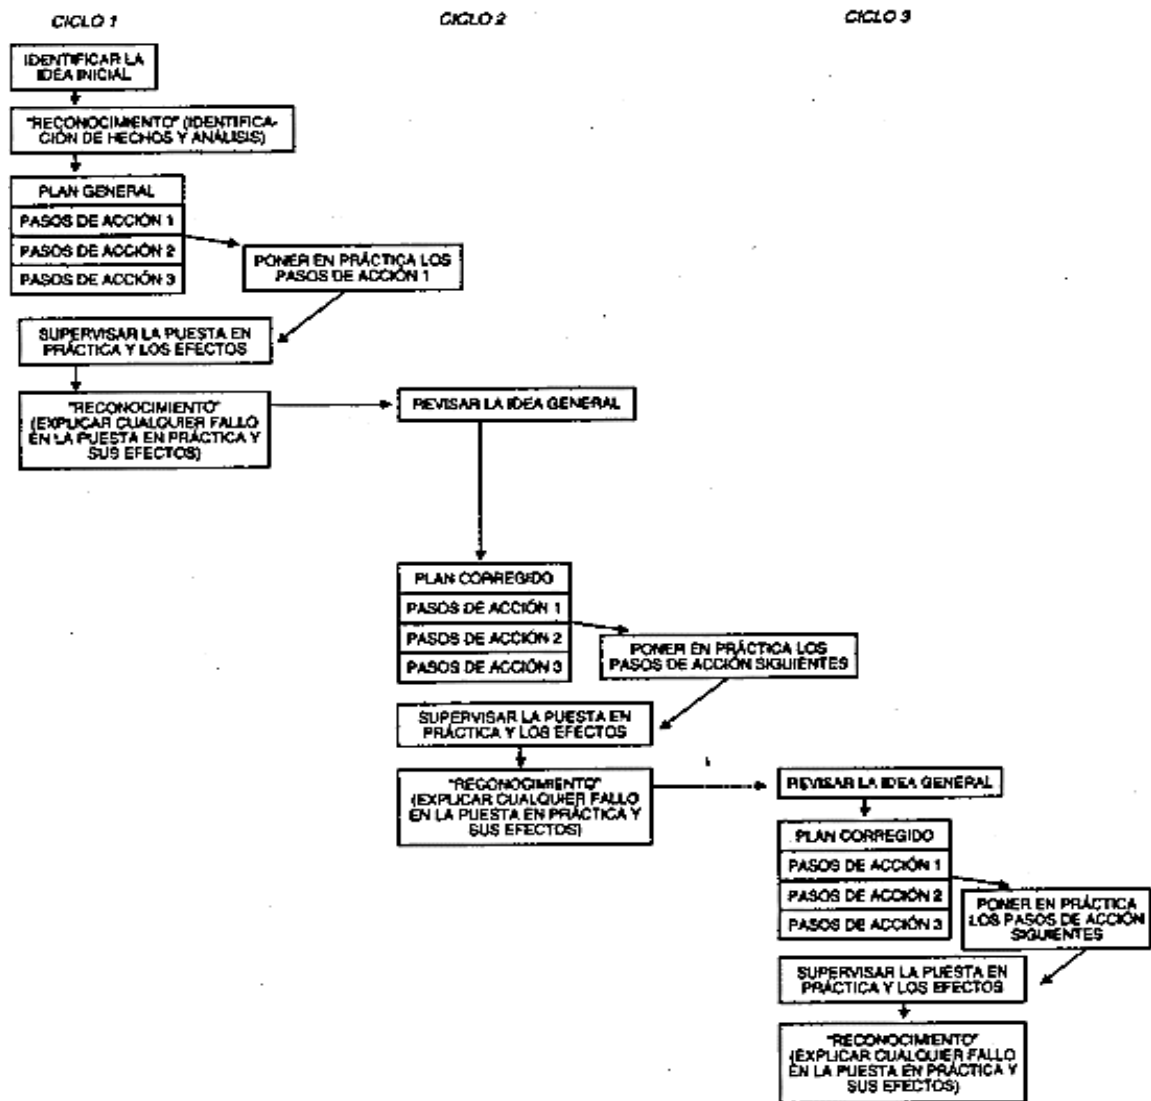 CICLO 1
CICLO 2
CICLO 3
IDENTIFICAR LA
IDEA INICIAL
"RECONOCIMIENTO" (IDENTIFICA-
CIÓN DE HECHOS Y ANÁLISIS)
PLAN GENERAL
PASOS DE ACCIÓN 1
PASOS DE ACCIÓN 2
PASOS DE ACCIÓN 3
PONER EN PRÁCTICA LOS
PASOS DE ACCIÓN 1
SUPERVISAR LA PUESTA EN
PRÁCTICA Y LOS EFECTOS
"RECONOCIMIENTO"
(EXPLICAR CUALQUIER FALLO
EN LA PUESTA EN PRÁCTICA Y
SUS EFECTOS)
REVISAR LA IDEA GENERAL
PLAN CORREGIDO
PASOS DE ACCIÓN 1
PASOS DE ACCIÓN 2
PASOS DE ACCIÓN 3
PONER EN PRÁCTICA LOS
PASOS DE ACCIÓN SIGUIENTES
SUPERVISAR LA PUESTA EN
PRÁCTICA Y LOS EFECTOS
"RECONOCIMIENTO"
(EXPLICAR CUALQUIER FALLO
EN LA PUESTA EN PRÁCTICA Y
SUS EFECTOS)
REVISAR LA IDEA GENERAL
PLAN CORREGIDO
PASOS DE ACCIÓN 1
PASOS DE ACCIÓN 2
PASOS DE ACCIÓN 3
PONER EN PRÁCTICA
LOS PASOS DE ACCIÓN
SIGUIENTES
SUPERVISAR LA PUESTA EN
PRÁCTICA Y LOS EFECTOS
"RECONOCIMIENTO"
(EXPLICAR CUALQUIER FALLO
EN LA PUESTA EN PRÁCTICA Y
SUS EFECTOS)